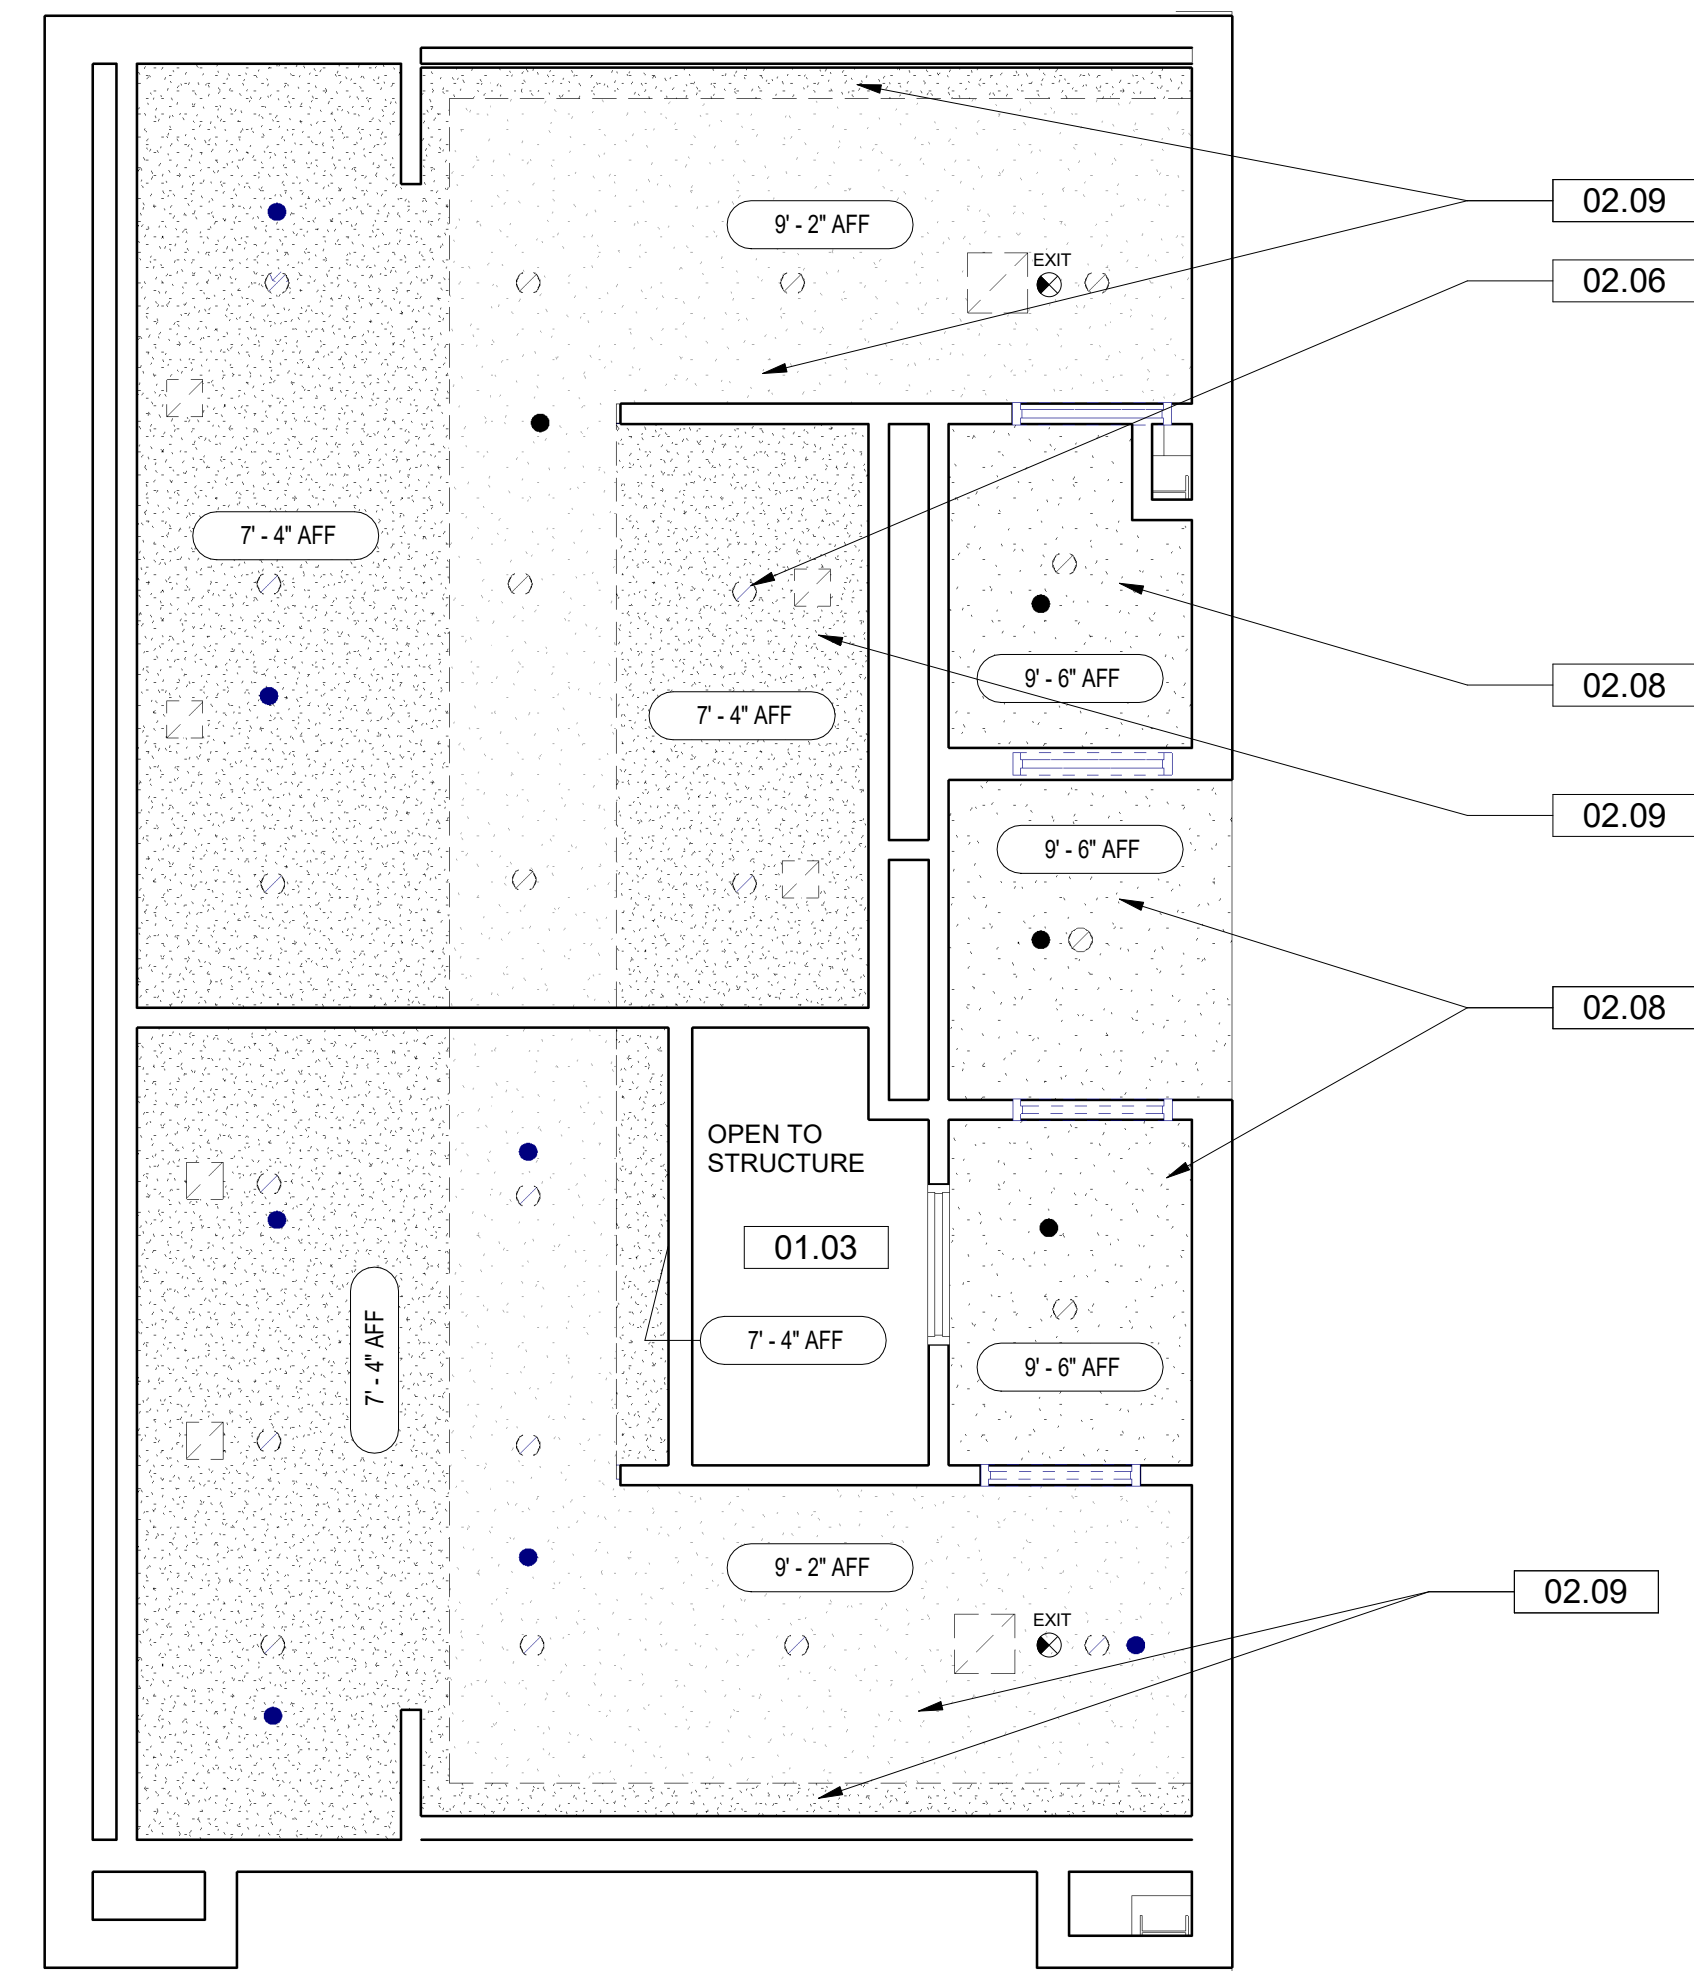 02.09
9' - 2" AFF
EXIT
02.06
7' - 4" AFF
9' - 6" AFF
02.08
7' - 4" AFF
02.09
9' - 6" AFF
02.08
OPEN TO
STRUCTURE
01.03
7' - 4" AFF
7' - 4" AFF
9' - 6" AFF
9' - 2" AFF
02.09
EXIT